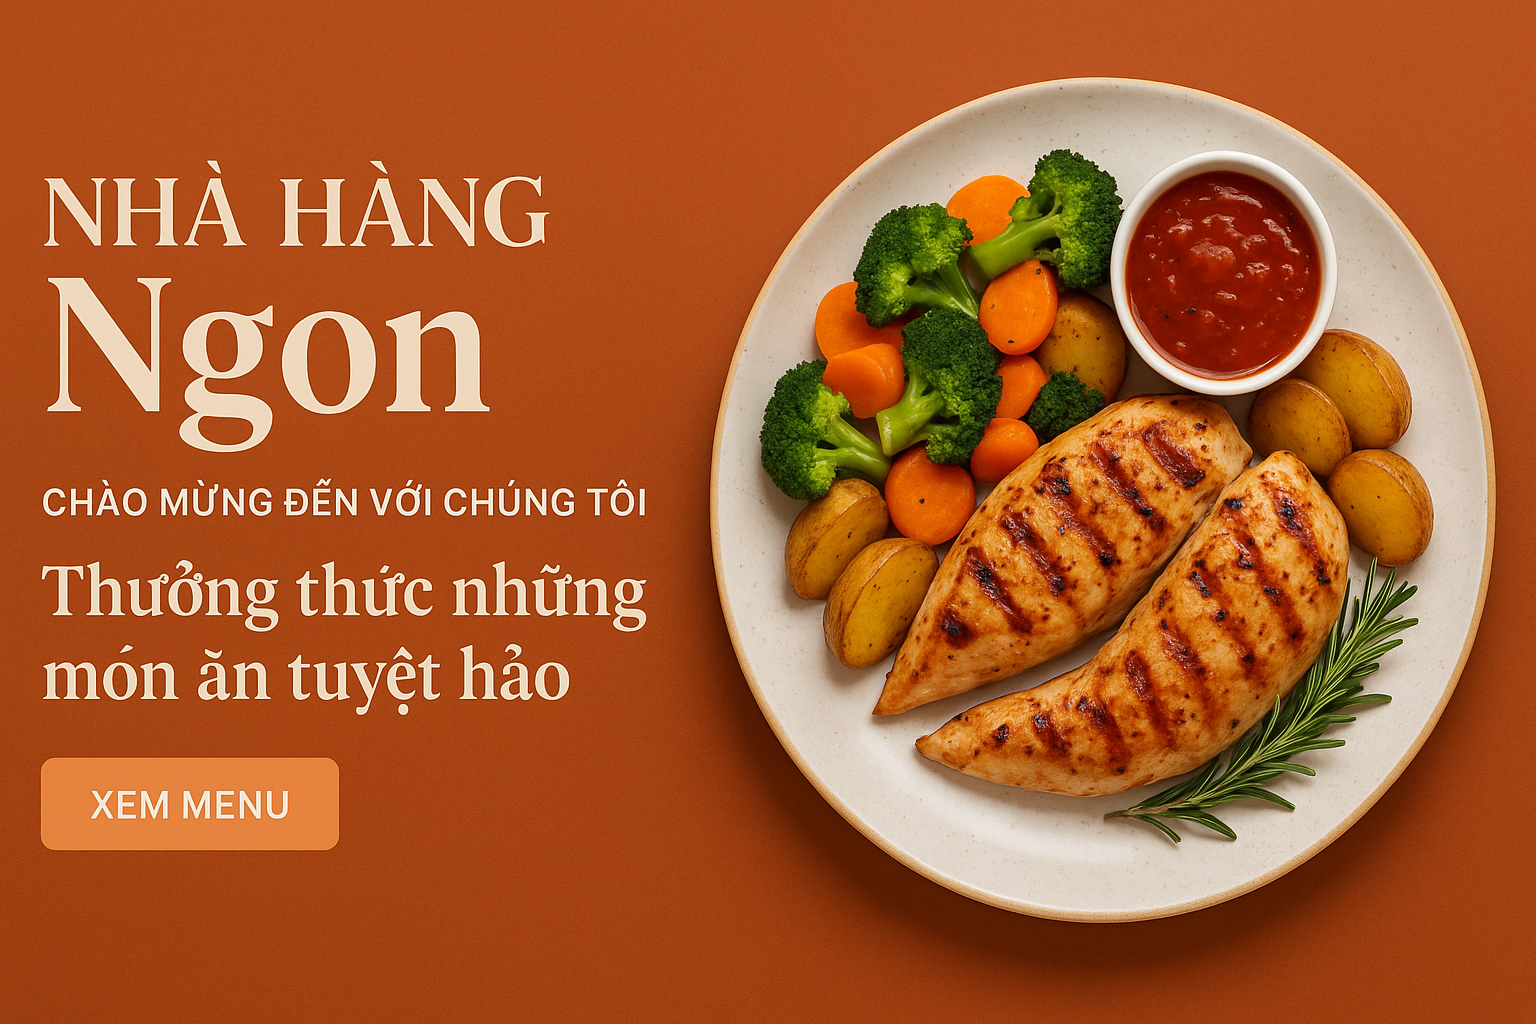 NHÀ HÀNG
Ngon
CHÀO MỪNG ĐẾN VỚI CHÚNG TÔI
Thưởng thức những
món ăn tuyệt hảo
XEM MENU